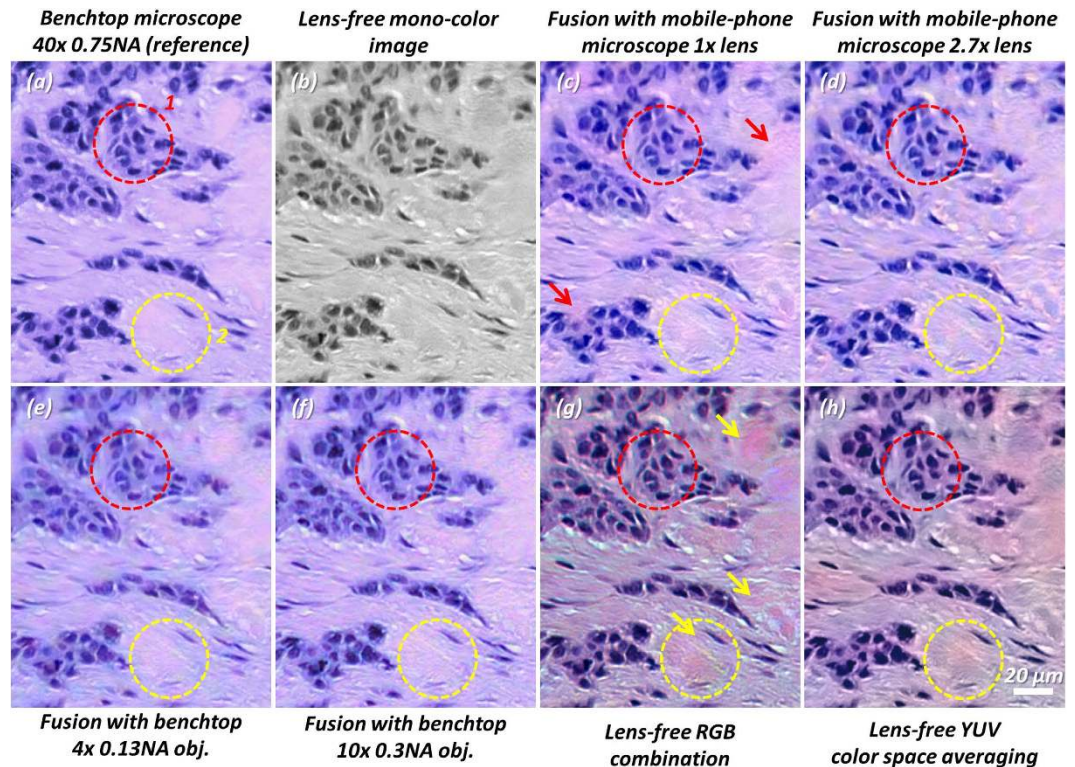 Benchtop microscope
40x 0.75NA (reference)
Lens-free mono-color
image
Fusion with mobile-phone
microscope 1x lens
Fusion with mobile-phone
microscope 2.7x lens
(a)
1
2
(b)
(c)
(d)
(e)
(f)
(g)
(h)
20 μm
Fusion with benchtop
4x 0.13NA obj.
Fusion with benchtop
10x 0.3NA obj.
Lens-free RGB
combination
Lens-free YUV
color space averaging